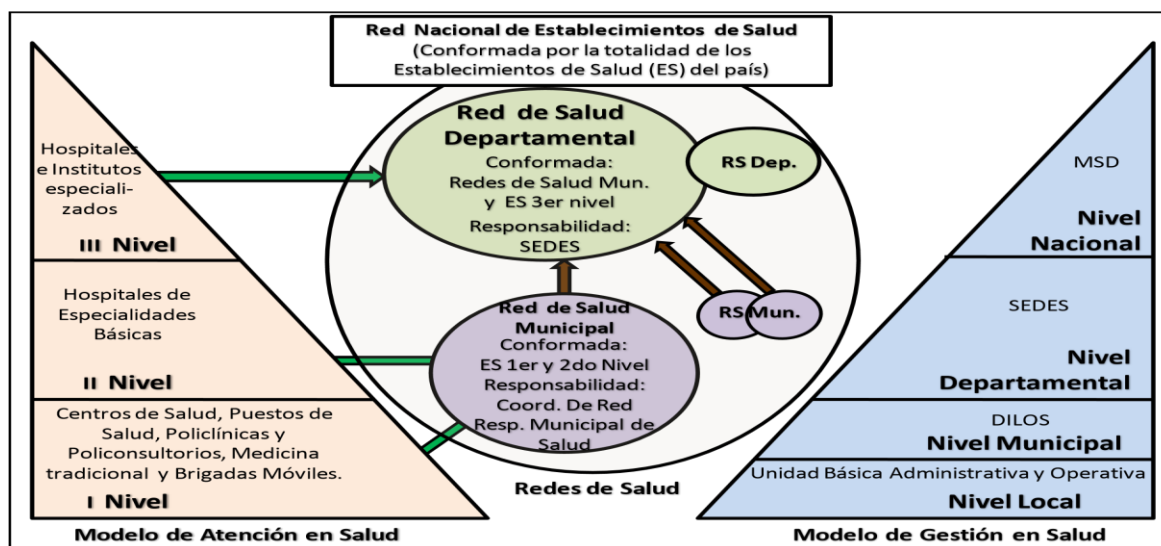 Red Nacional de Establecimientos de Salud
(Conformada por la totalidad de los
Establecimientos de Salud (ES) del país)
Hospitales
e Institutos
especiali-
zados
III Nivel
Hospitales de
Especialidades
Básicas
II Nivel
Centros de Salud, Puestos de
Salud, Policlínicas y
Policonsultorios, Medicina
tradicional y Brigadas Móviles.
I Nivel
Modelo de Atención en Salud
Red de Salud
Departamental
Conformada:
Redes de Salud Mun.
y ES 3er nivel
Responsabilidad:
SEDES
RS Dep.
Red de Salud
Municipal
Conformada:
ES 1er y 2do Nivel
Responsabilidad:
Coord. De Red
Resp. Municipal de
Salud
RS Mun.
Redes de Salud
MSD
Nivel
Nacional
SEDES
Nivel
Departamental
DILOS
Nivel Municipal
Unidad Básica Administrativa y Operativa
Nivel Local
Modelo de Gestión en Salud